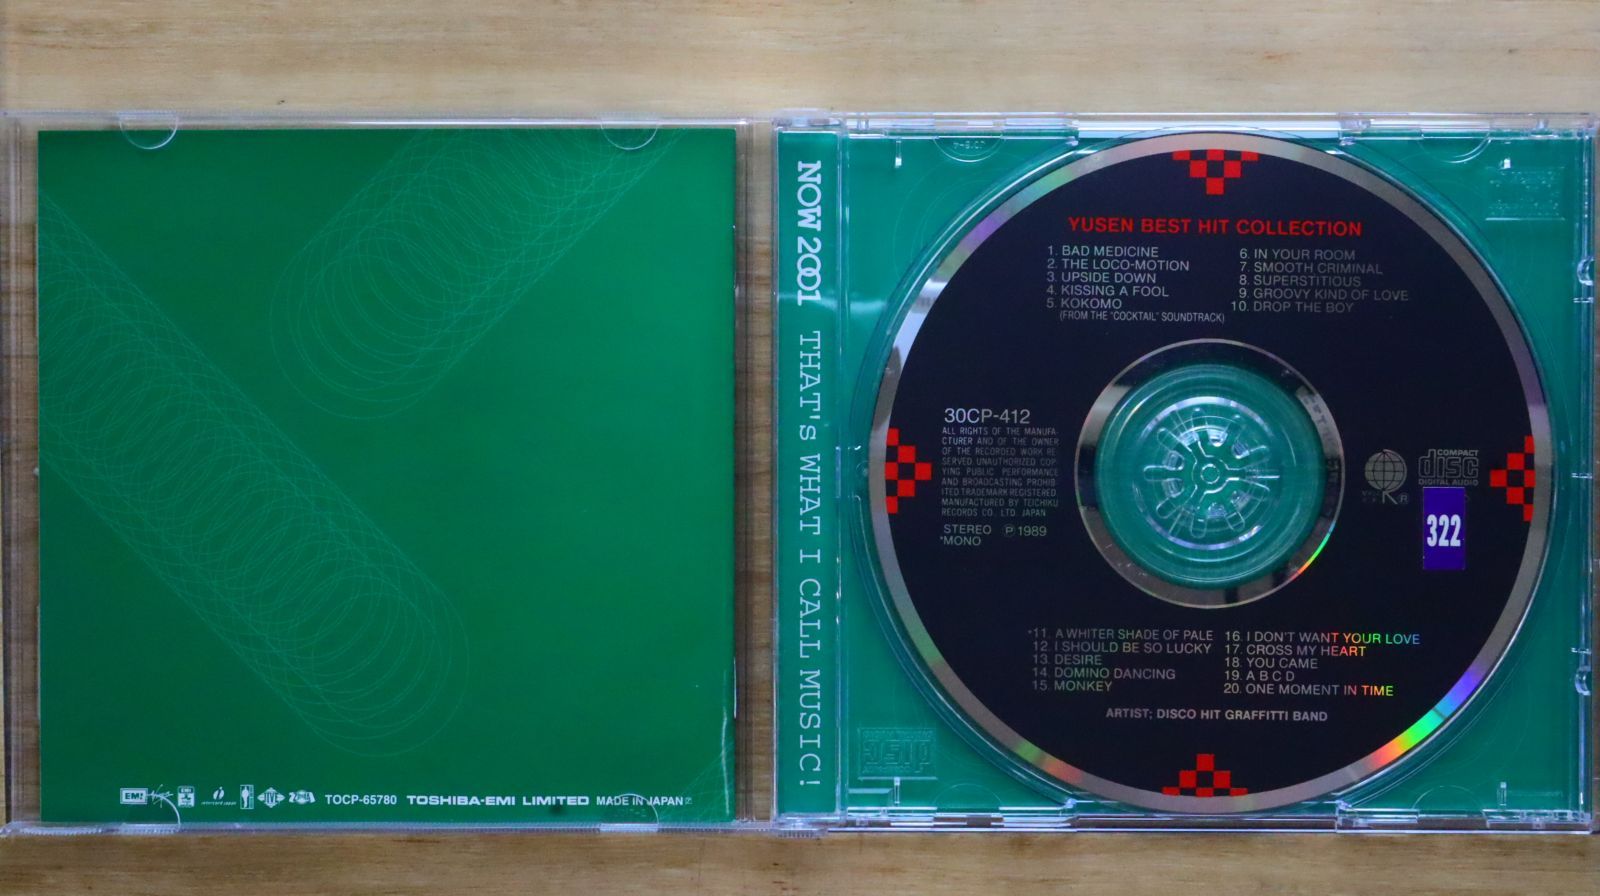 EMI
Virgin
EMI
JIVE
TOCP-65780 TOSHIBA-EMI LIMITED MADE IN JAPAN
NOW 2001 THAT'S WHAT I CALL MUSIC!
YUSEN BEST HIT COLLECTION
1. BAD MEDICINE
2. THE LOCO-MOTION
3. UPSIDE DOWN
4. KISSING A FOOL
5. KOKOMO
(FROM THE "COCKTAIL" SOUNDTRACK)
6. IN YOUR ROOM
7. SMOOTH CRIMINAL
8. SUPERSTITIOUS
9. GROOVY KIND OF LOVE
10. DROP THE BOY
30CP-412
ALL RIGHTS OF THE MANUFA-
CTURER AND OF THE OWNER
OF THE RECORDED WORK RE-
SERVED UNAUTHORIZED COP-
YING PUBLIC PERFORMANCE
AND BROADCASTING PROHIB-
ITED TRADEMARK REGISTERED.
MANUFACTURED BY TEICHIKU
RECORDS CO. LTD. JAPAN
STEREO Ⓟ 1989
*MONO
COMPACT
disc
DIGITAL AUDIO
322
*11. A WHITER SHADE OF PALE
12. I SHOULD BE SO LUCKY
13. DESIRE
14. DOMINO DANCING
15. MONKEY
16. I DON'T WANT YOUR LOVE
17. CROSS MY HEART
18. YOU CAME
19. A B C D
20. ONE MOMENT IN TIME
ARTIST; DISCO HIT GRAFFITTI BAND